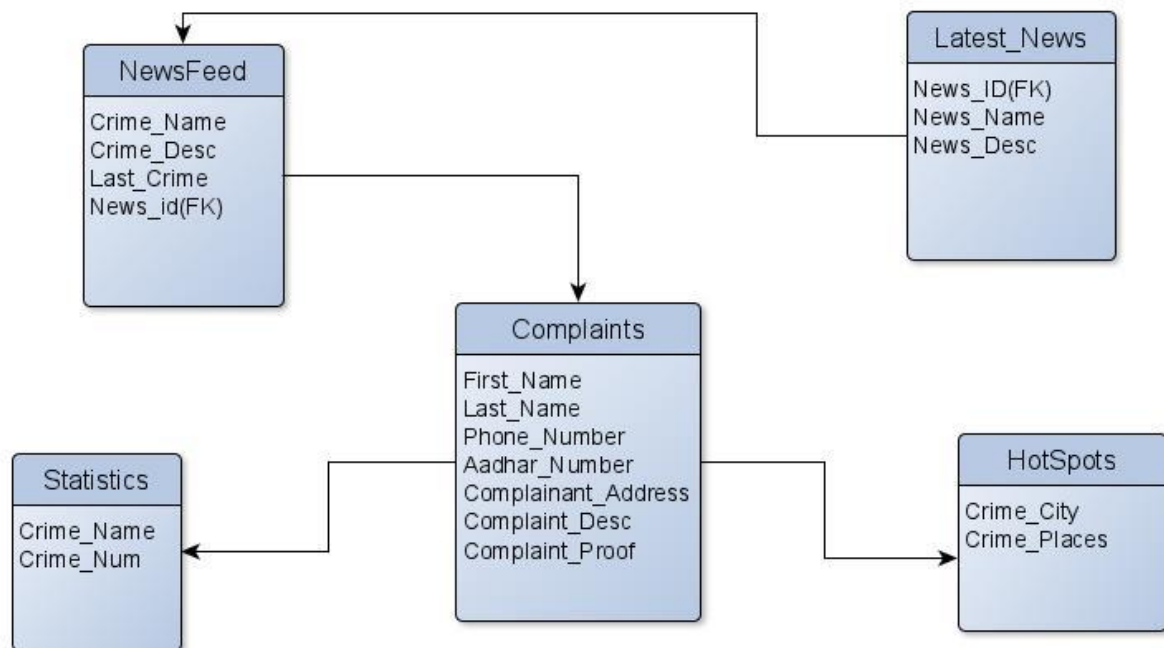 NewsFeed
Crime_Name
Crime_Desc
Last_Crime
News_id(FK)
Latest_News
News_ID(FK)
News_Name
News_Desc
Complaints
First_Name
Last_Name
Phone_Number
Aadhar_Number
Complainant_Address
Complaint_Desc
Complaint_Proof
Statistics
Crime_Name
Crime_Num
HotSpots
Crime_City
Crime_Places